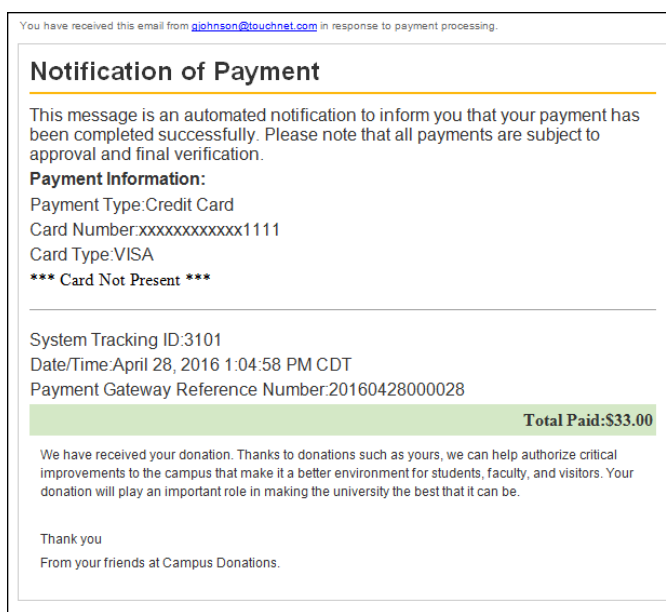 You have received this email from gjohnson@touchnet.com in response to payment processing.
Notification of Payment
This message is an automated notification to inform you that your payment has
been completed successfully. Please note that all payments are subject to
approval and final verification.
Payment Information:
Payment Type:Credit Card
Card Number:xxxxxxxxxxxx1111
Card Type:VISA
*** Card Not Present ***
System Tracking ID:3101
Date/Time:April 28, 2016 1:04:58 PM CDT
Payment Gateway Reference Number:20160428000028
Total Paid:$33.00
We have received your donation. Thanks to donations such as yours, we can help authorize critical
improvements to the campus that make it a better environment for students, faculty, and visitors. Your
donation will play an important role in making the university the best that it can be.
Thank you
From your friends at Campus Donations.